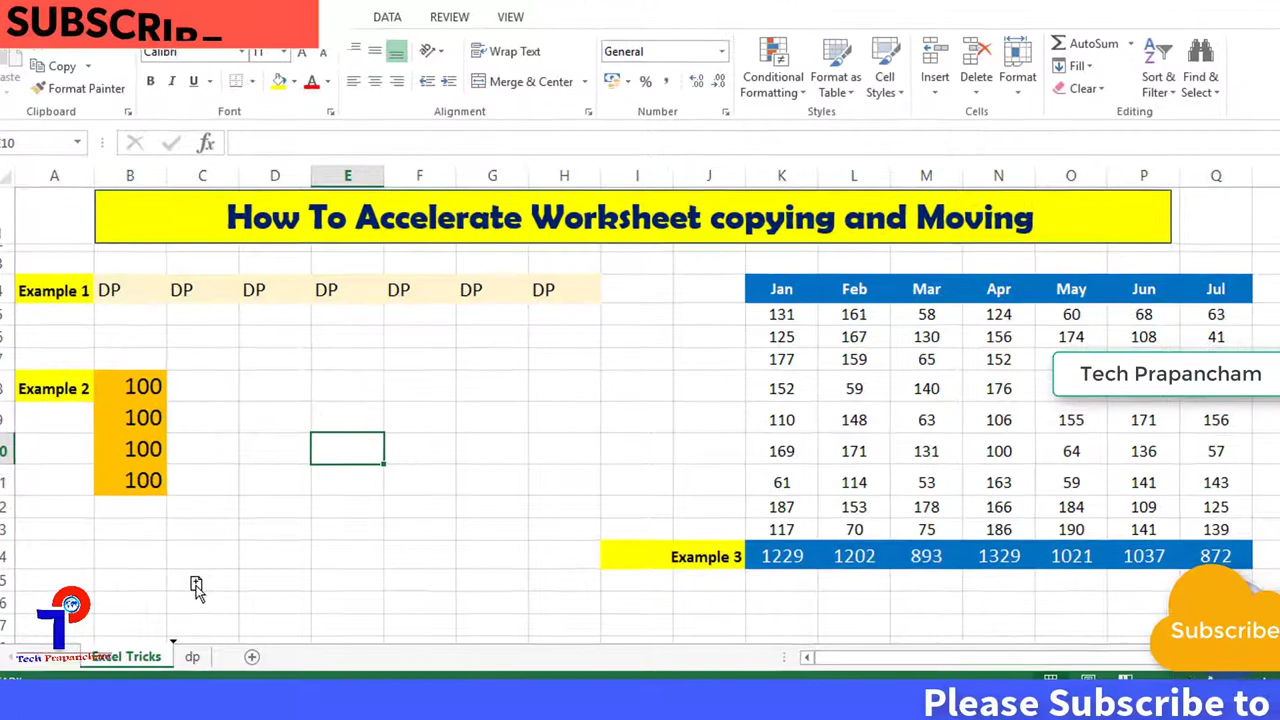 SUBSCRIB_
DATA REVIEW VIEW
Calibri 11 A A Wrap Text General Conditional Formatting Format as Table Cell Styles Insert Delete Format AutoSum Sort & Filter Find & Select
Copy Fill
Format Painter B I U A Merge & Center % Clear
Clipboard Font Alignment Number Styles Cells Editing
E10 fx
A B C D E F G H I J K L M N O P Q
How To Accelerate Worksheet copying and Moving
Example 1 DP DP DP DP DP DP DP Jan Feb Mar Apr May Jun Jul
131 161 58 124 60 68 63
125 167 130 156 174 108 41
177 159 65 152
Tech Prapancham
Example 2 100 152 59 140 176
100 110 148 63 106 155 171 156
100 169 171 131 100 64 136 57
100 61 114 53 163 59 141 143
187 153 178 166 184 109 125
117 70 75 186 190 141 139
Example 3 1229 1202 893 1329 1021 1037 872
Tech Prapancham
Excel Tricks dp
Subscribe
Please Subscribe to